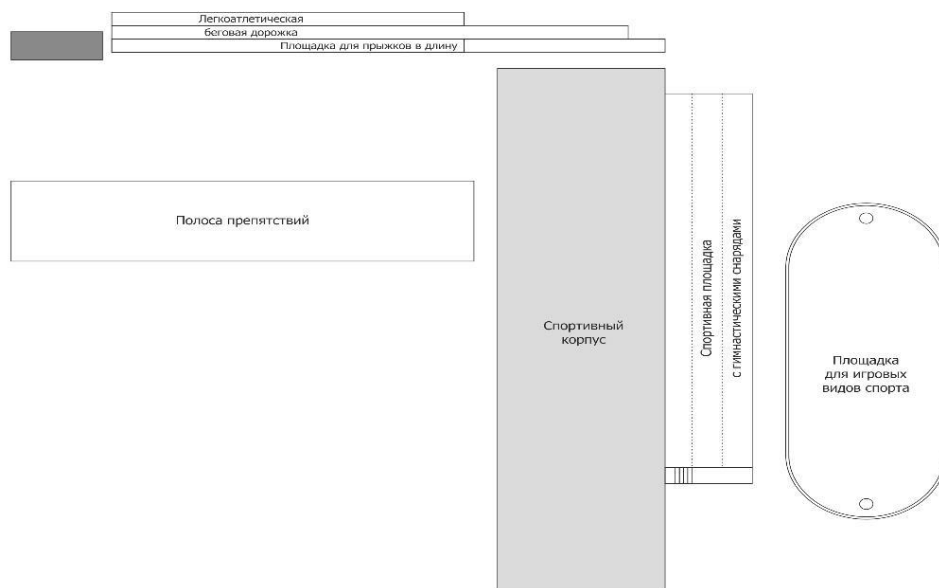 Легкоатлетическая
беговая дорожка
Площадка для прыжков в длину
Полоса препятствий
Спортивный
корпус
Спортивная площадка
с гимнастическими снарядами
Площадка
для игровых
видов спорта